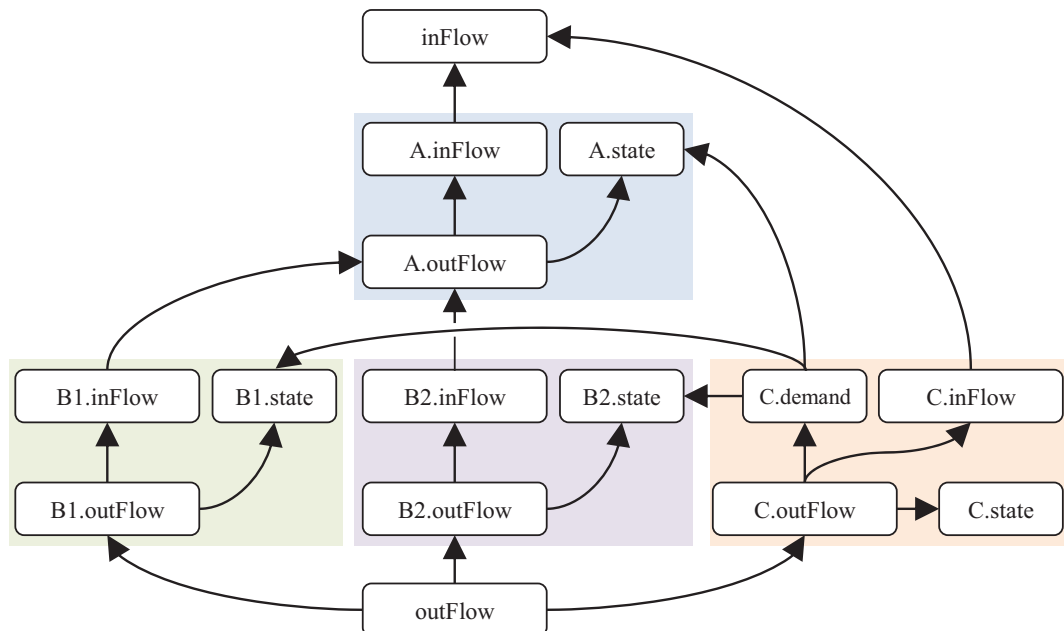 inFlow
A.inFlow
A.state
A.outFlow
B1.inFlow
B1.state
B2.inFlow
B2.state
C.demand
C.inFlow
B1.outFlow
B2.outFlow
C.outFlow
C.state
outFlow